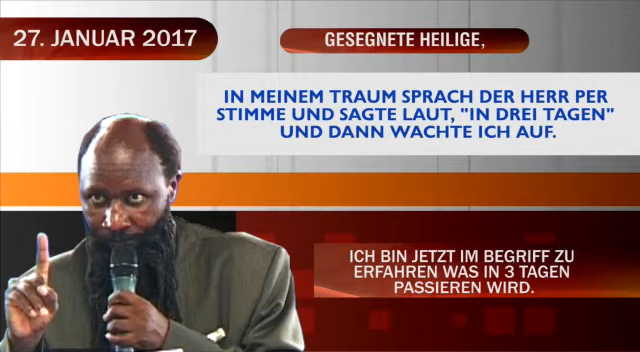 27. JANUAR 2017
GESEGNETE HEILIGE,
IN MEINEM TRAUM SPRACH DER HERR PER
STIMME UND SAGTE LAUT, "IN DREI TAGEN"
UND DANN WACHTE ICH AUF.
ICH BIN JETZT IM BEGRIFF ZU
ERFAHREN WAS IN 3 TAGEN
PASSIEREN WIRD.